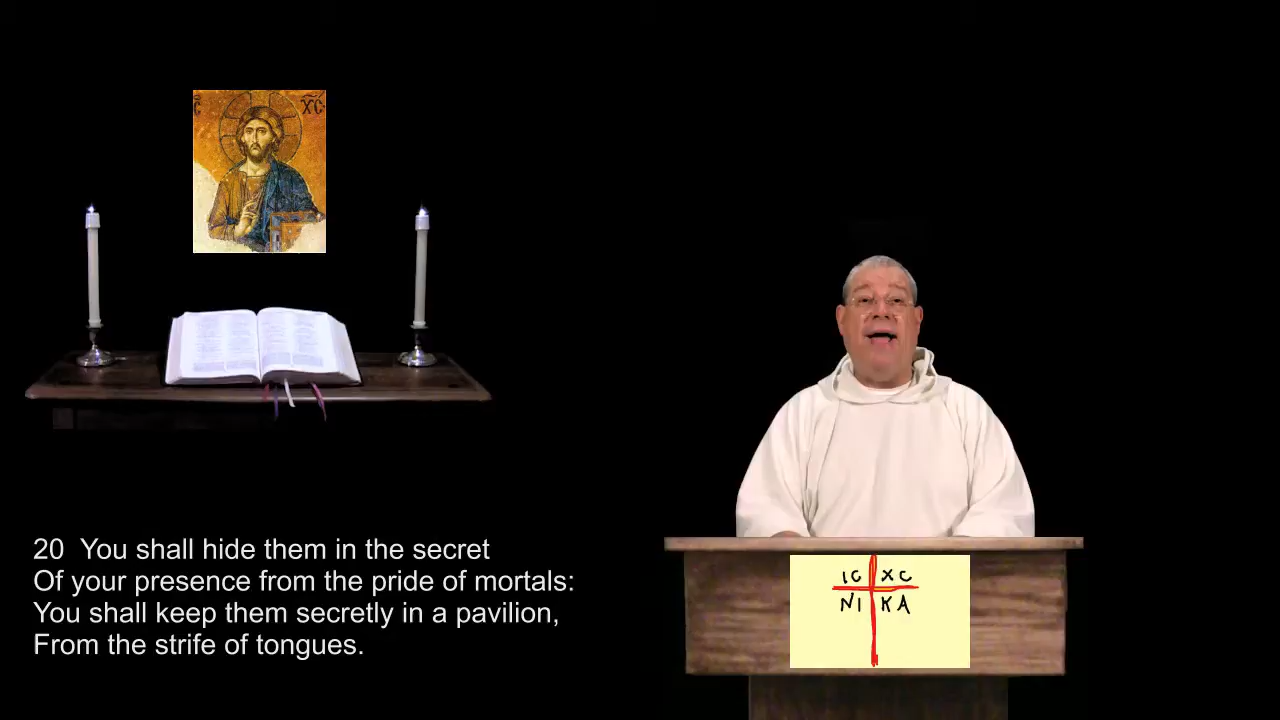 C XC
20 You shall hide them in the secret
Of your presence from the pride of mortals:
You shall keep them secretly in a pavilion,
From the strife of tongues.
IC XC
NI KA